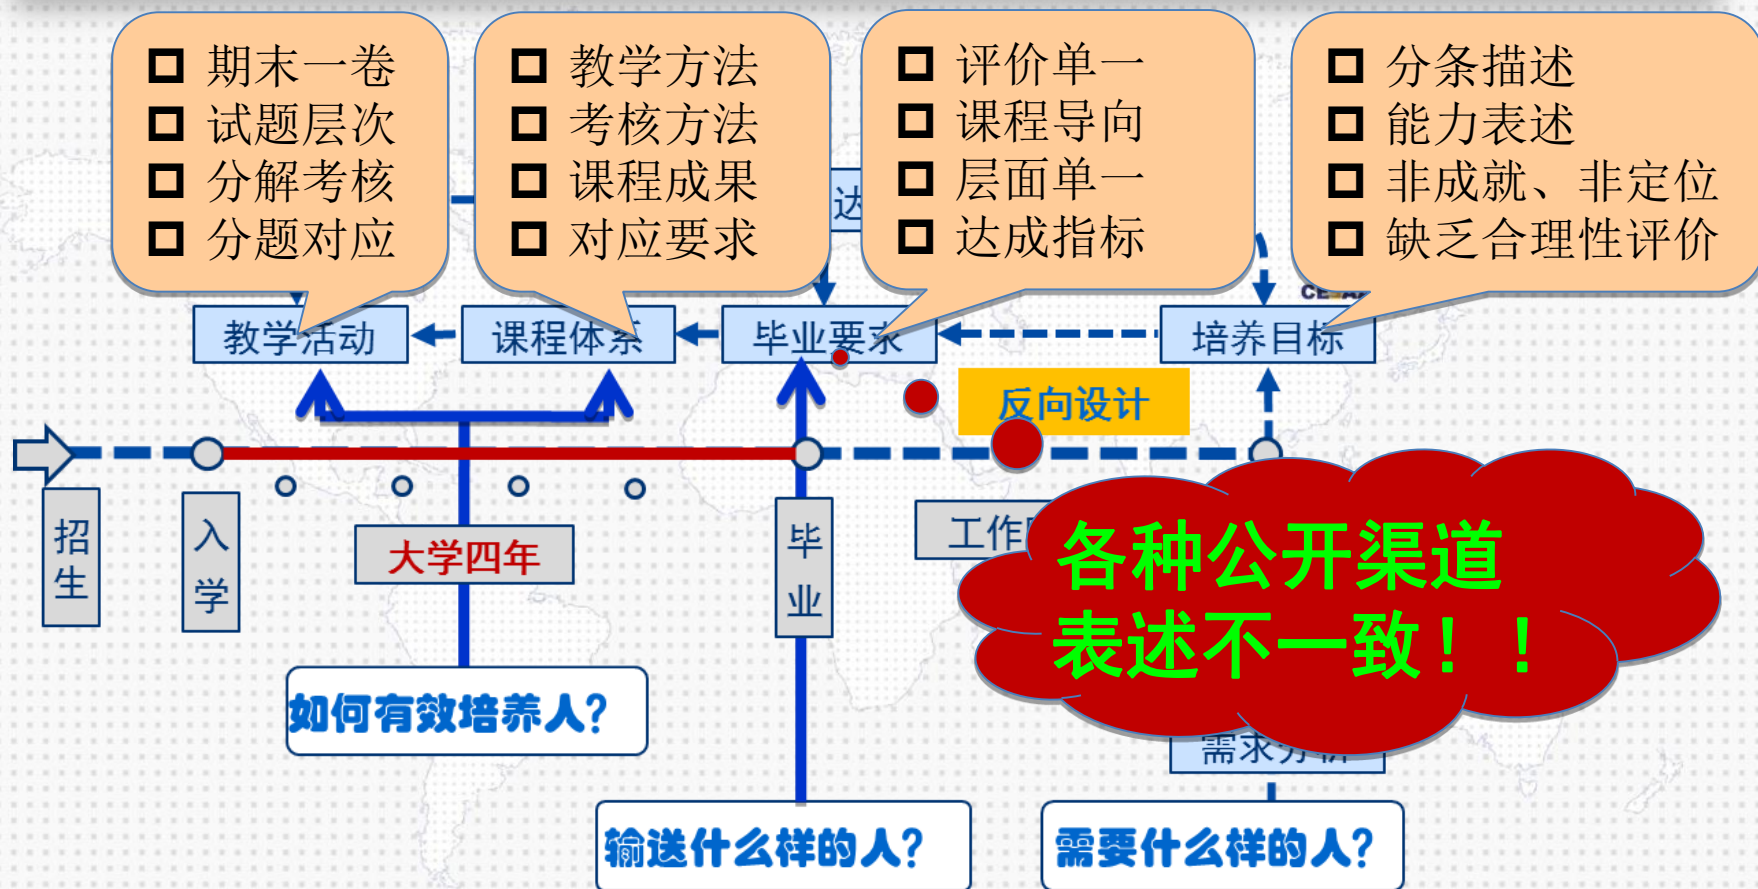 期末一卷
试题层次
分解考核
分题对应
教学方法
考核方法
课程成果
对应要求
评价单一
课程导向
层面单一
达成指标
分条描述
能力表述
非成就、非定位
缺乏合理性评价
达
教学活动
课程体系
毕业要求
培养目标
反向设计
招生
入学
大学四年
毕业
工作
各种公开渠道
表述不一致！！
如何有效培养人?
需求分析
输送什么样的人?
需要什么样的人?